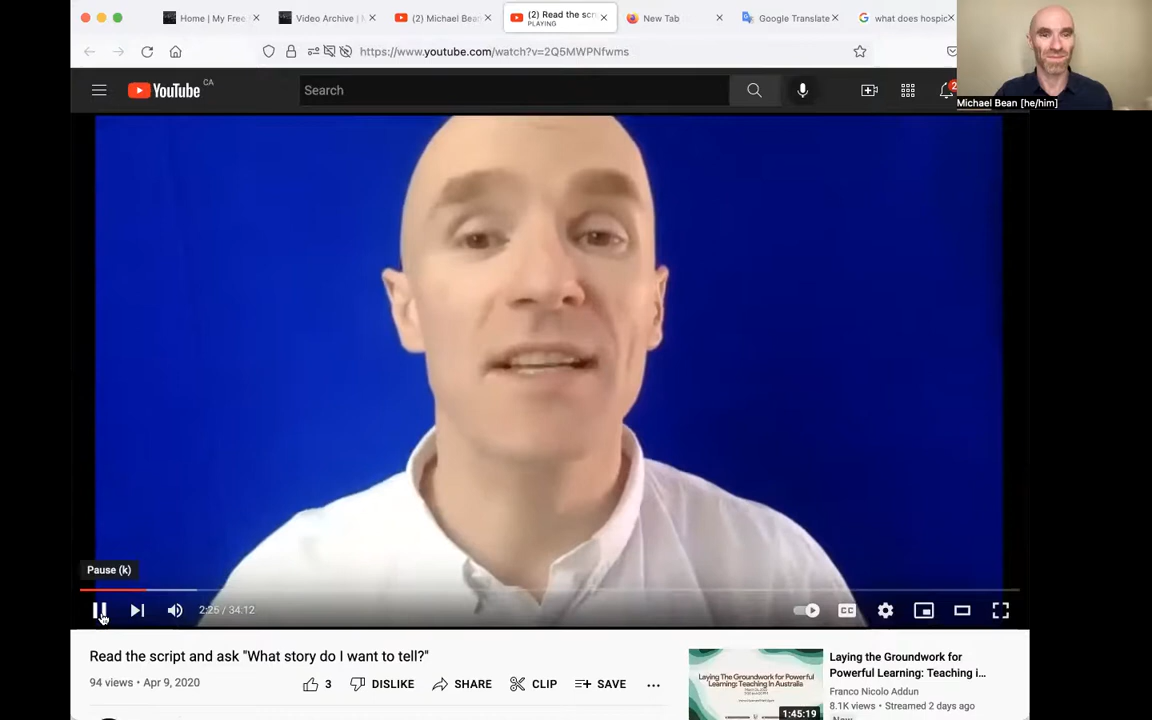 Home | My Free
Video Archive |
(2) Michael Bean
(2) Read the scr
PLAYING
New Tab
Google Translate
what does hospic
https://www.youtube.com/watch?v=2Q5MWPNfwms
YouTube CA
Search
2
Michael Bean [he/him]
Pause (k)
2:25 / 34:12
CC
Read the script and ask "What story do I want to tell?"
94 views • Apr 9, 2020
3
DISLIKE
SHARE
CLIP
SAVE
Laying The Groundwork for Powerful
Learning: Teaching in Australia
1:45:19
Laying the Groundwork for
Powerful Learning: Teaching i...
Franco Nicolo Addun
8.1K views • Streamed 2 days ago